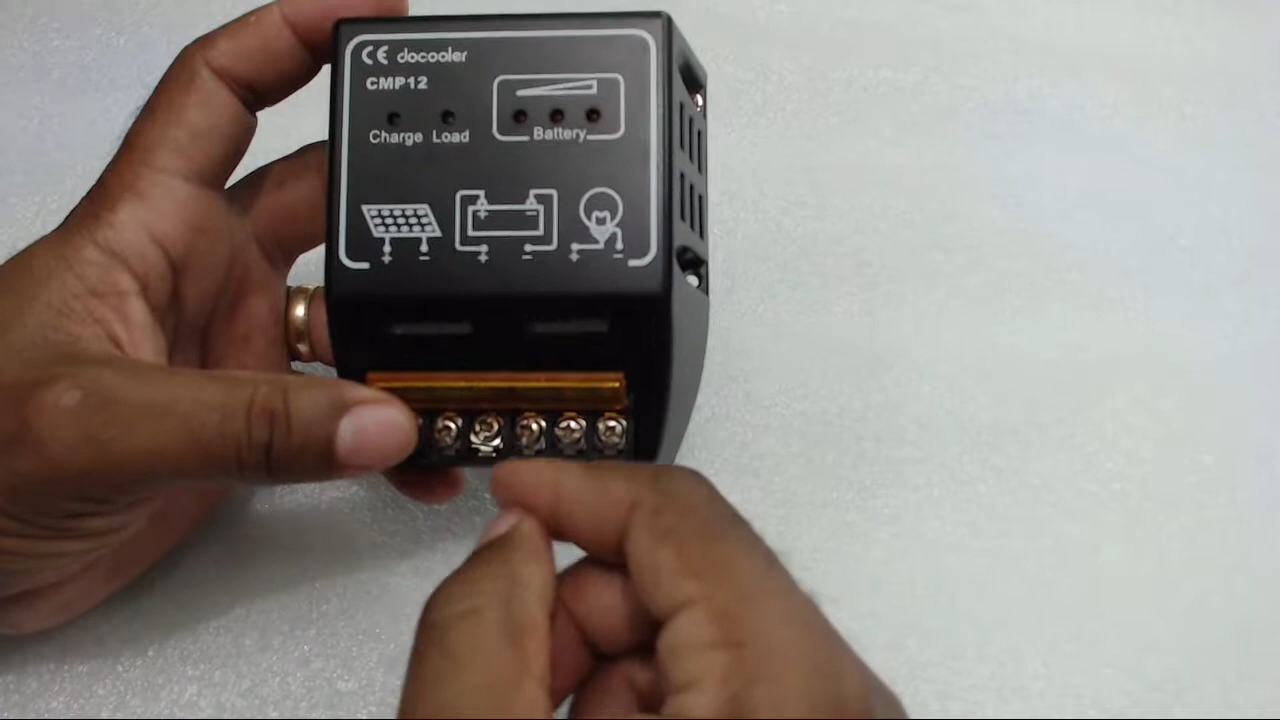 CE docooler
CMP12
Charge Load
Battery
+ - + - + -